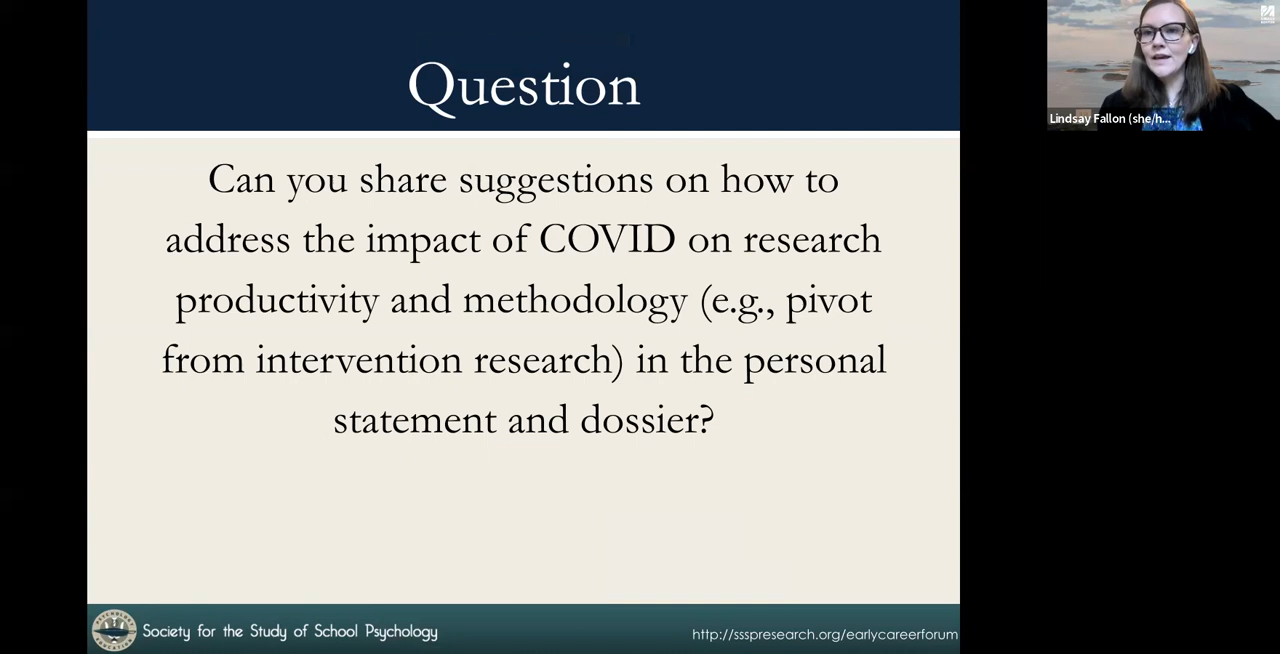 Question
Can you share suggestions on how to
address the impact of COVID on research
productivity and methodology (e.g., pivot
from intervention research) in the personal
statement and dossier?
Lindsay Fallon (she/h...
Society for the Study of School Psychology
http://ssspresearch.org/earlycareerforum